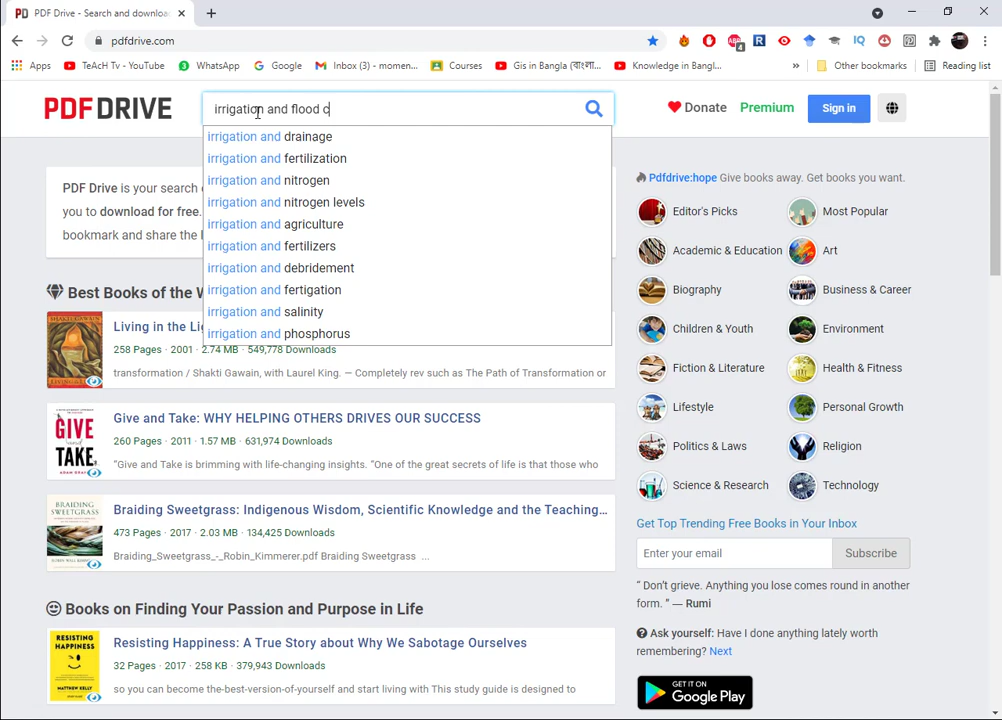 PD PDF Drive - Search and downloa
pdfdrive.com
ABP
4
R
IQ
Apps
TeAcH Tv - YouTube
3 WhatsApp
Google
Inbox (3) - momen...
Courses
Gis in Bangla (বাংলা...
Knowledge in Bangl...
»
Other bookmarks
Reading list
PDF DRIVE
irrigation and flood c
Donate
Premium
Sign in
irrigation and drainage
irrigation and fertilization
irrigation and nitrogen
irrigation and nitrogen levels
irrigation and agriculture
irrigation and fertilizers
irrigation and debridement
irrigation and fertigation
irrigation and salinity
irrigation and phosphorus
PDF Drive is your search
you to download for free.
bookmark and share the
Best Books of the W
Living in the Li
258 Pages · 2001 · 2.74 MB · 549,778 Downloads
transformation / Shakti Gawain, with Laurel King. — Completely rev such as The Path of Transformation or
GIVE
and
TAKE
Give and Take: WHY HELPING OTHERS DRIVES OUR SUCCESS
260 Pages · 2011 · 1.57 MB · 631,974 Downloads
"Give and Take is brimming with life-changing insights. "One of the great secrets of life is that those who
BRAIDING
SWEETGRASS
Braiding Sweetgrass: Indigenous Wisdom, Scientific Knowledge and the Teaching...
473 Pages · 2017 · 2.03 MB · 134,425 Downloads
Braiding_Sweetgrass_-_Robin_Kimmerer.pdf Braiding Sweetgrass ...
Books on Finding Your Passion and Purpose in Life
RESISTING
HAPPINESS
MATTHEW KELLY
Resisting Happiness: A True Story about Why We Sabotage Ourselves
32 Pages · 2017 · 258 KB · 379,943 Downloads
so you can become the-best-version-of-yourself and start living with This study guide is designed to
Pdfdrive:hope Give books away. Get books you want.
Editor's Picks
Most Popular
Academic & Education
Art
Biography
Business & Career
Children & Youth
Environment
Fiction & Literature
Health & Fitness
Lifestyle
Personal Growth
Politics & Laws
Religion
Science & Research
Technology
Get Top Trending Free Books in Your Inbox
Enter your email
Subscribe
“ Don’t grieve. Anything you lose comes round in another
form. ” — Rumi
Ask yourself: Have I done anything lately worth
remembering? Next
GET IT ON
Google Play